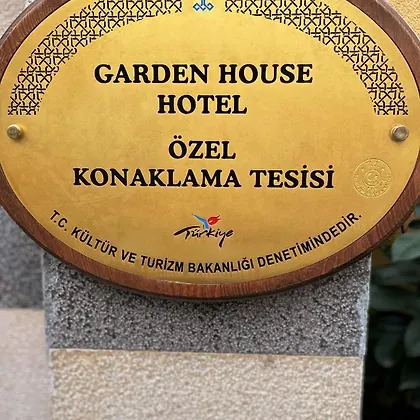 GARDEN HOUSE
HOTEL
ÖZEL
KONAKLAMA TESİSİ
Türkiye
T.C. KÜLTÜR VE TURİZM BAKANLIĞI DENETİMİNDEDİR.